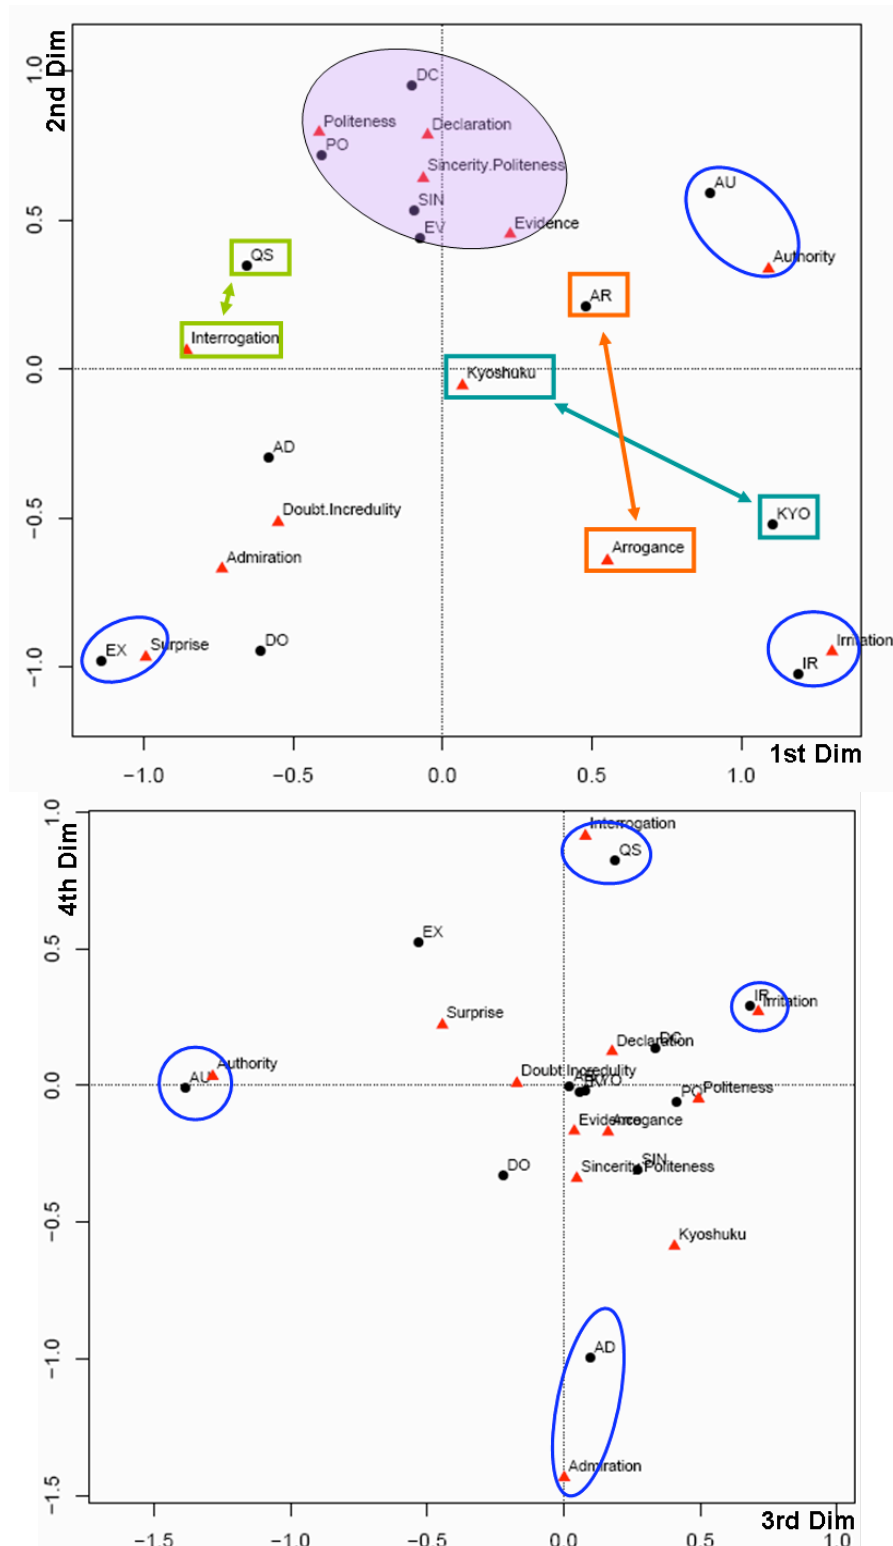 2nd Dim
1.0
0.5
0.0
−0.5
−1.0
DC
Politeness
Declaration
PO
Sincerity.Politeness
SIN
EV
Evidence
AU
Authority
QS
Interrogation
AR
Kyoshuku
AD
Doubt.Incredulity
Admiration
KYO
Arrogance
EX
Surprise
DO
Irritation
IR
−1.0 −0.5 0.0 0.5 1.0
1st Dim
4th Dim
1.0
0.5
0.0
−0.5
−1.0
−1.5
Interrogation
QS
EX
IR
Irritation
Surprise
Declaration
DC
Authority
AU
Doubt.Incredulity
KYO
PO
Politeness
Evidence
Arrogance
DO
SIN
Sincerity.Politeness
Kyoshuku
AD
Admiration
3rd Dim
−1.5 −1.0 −0.5 0.0 0.5 1.0